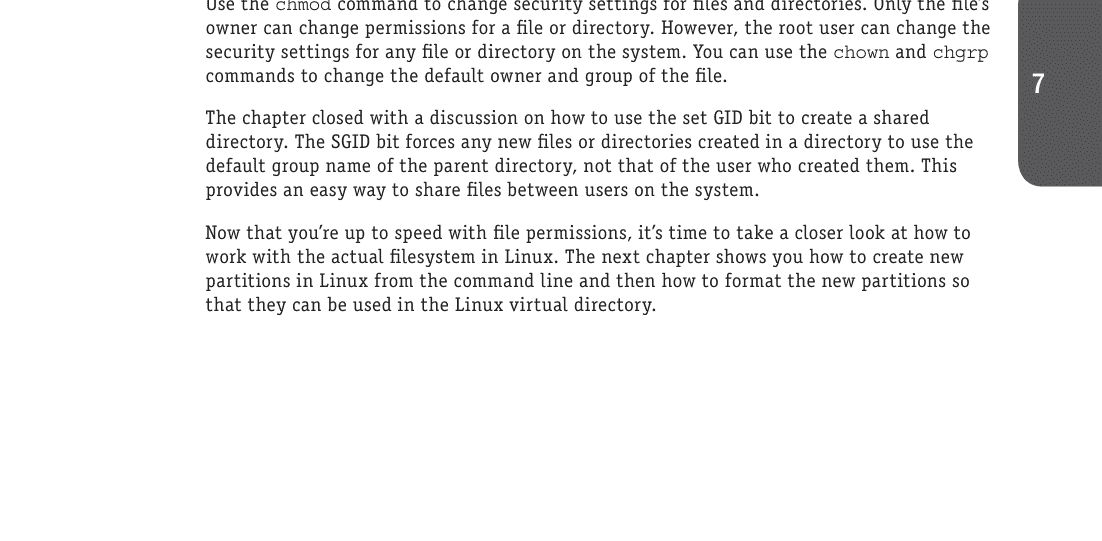 Use the chmod command to change security settings for files and directories. Only the file's
owner can change permissions for a file or directory. However, the root user can change the
security settings for any file or directory on the system. You can use the chown and chgrp
commands to change the default owner and group of the file.
7
The chapter closed with a discussion on how to use the set GID bit to create a shared
directory. The SGID bit forces any new files or directories created in a directory to use the
default group name of the parent directory, not that of the user who created them. This
provides an easy way to share files between users on the system.
Now that you’re up to speed with file permissions, it’s time to take a closer look at how to
work with the actual filesystem in Linux. The next chapter shows you how to create new
partitions in Linux from the command line and then how to format the new partitions so
that they can be used in the Linux virtual directory.